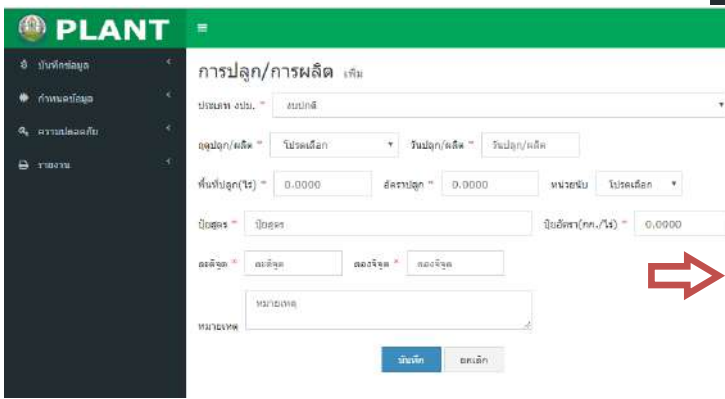 PLANT
บันทึกข้อมูล
การปลูก/การผลิต เพิ่ม
กำหนดข้อมูล
ประเภท งปม. * งบปกติ
ความปลอดภัย
ฤดูปลูก/ผลิต * โปรดเลือก วันปลูก/ผลิต * วันปลูก/ผลิต
รายงาน
พื้นที่ปลูก(ไร่) * 0.0000 อัตราปลูก * 0.0000 หน่วยนับ โปรดเลือก
ปุ๋ยสูตร * ปุ๋ยสูตร ปุ๋ยอัตรา(กก./ไร่) * 0.0000
ละติจูด * ละติจูด ลองจิจูด * ลองจิจูด
หมายเหตุ
หมายเหตุ
บันทึก ยกเลิก